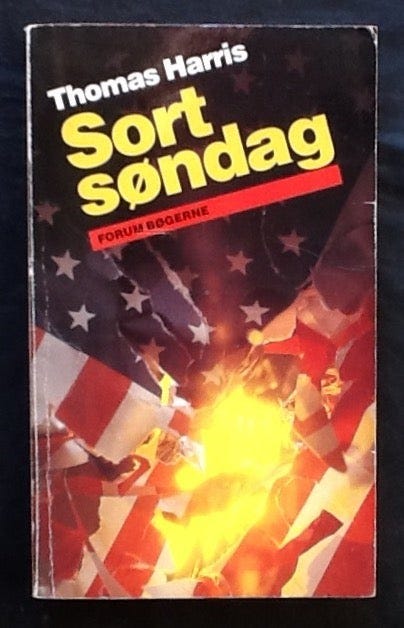 Thomas Harris
Sort
søndag
FORUM BØGERNE